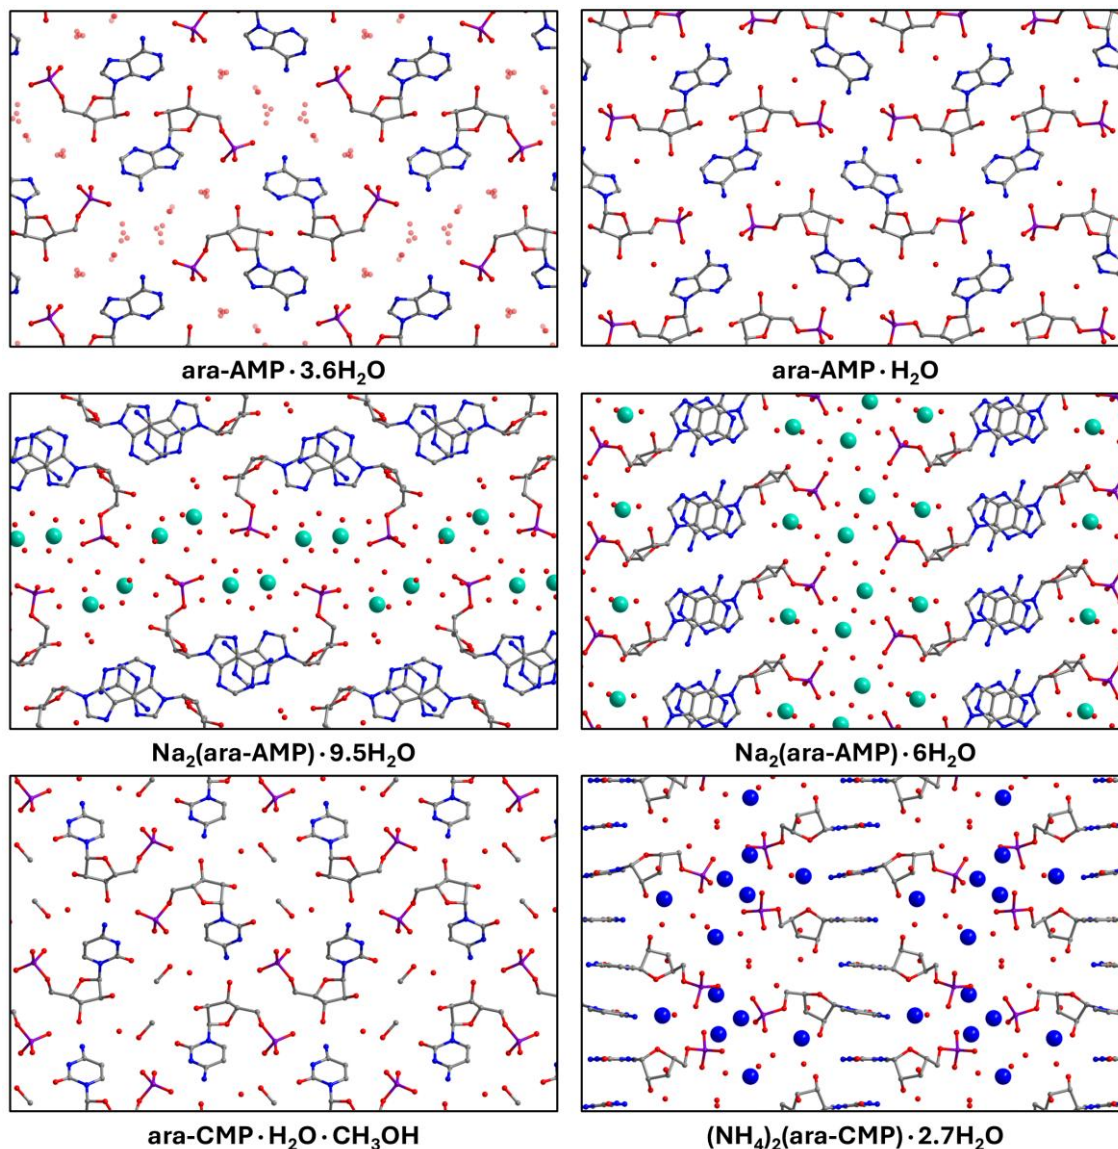 ara-AMP·3.6H₂O
ara-AMP·H₂O
Na₂(ara-AMP)·9.5H₂O
Na₂(ara-AMP)·6H₂O
ara-CMP·H₂O·CH₃OH
(NH₄)₂(ara-CMP)·2.7H₂O